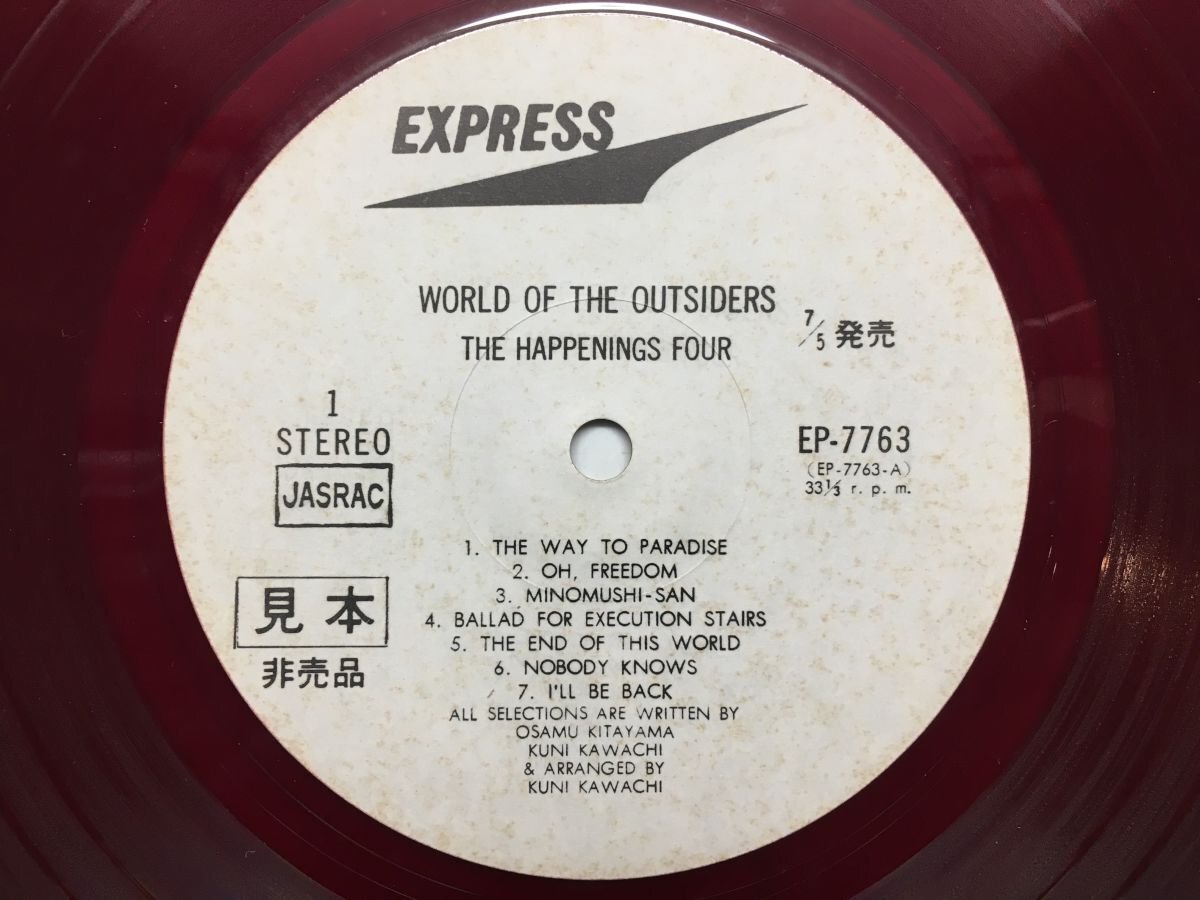 EXPRESS
WORLD OF THE OUTSIDERS
THE HAPPENINGS FOUR
7/5 発売
1
STEREO
JASRAC
EP-7763
(EP-7763-A)
33⅓ r. p. m.
見本
非売品
1. THE WAY TO PARADISE
2. OH, FREEDOM
3. MINOMUSHI-SAN
4. BALLAD FOR EXECUTION STAIRS
5. THE END OF THIS WORLD
6. NOBODY KNOWS
7. I'LL BE BACK
ALL SELECTIONS ARE WRITTEN BY
OSAMU KITAYAMA
KUNI KAWACHI
& ARRANGED BY
KUNI KAWACHI